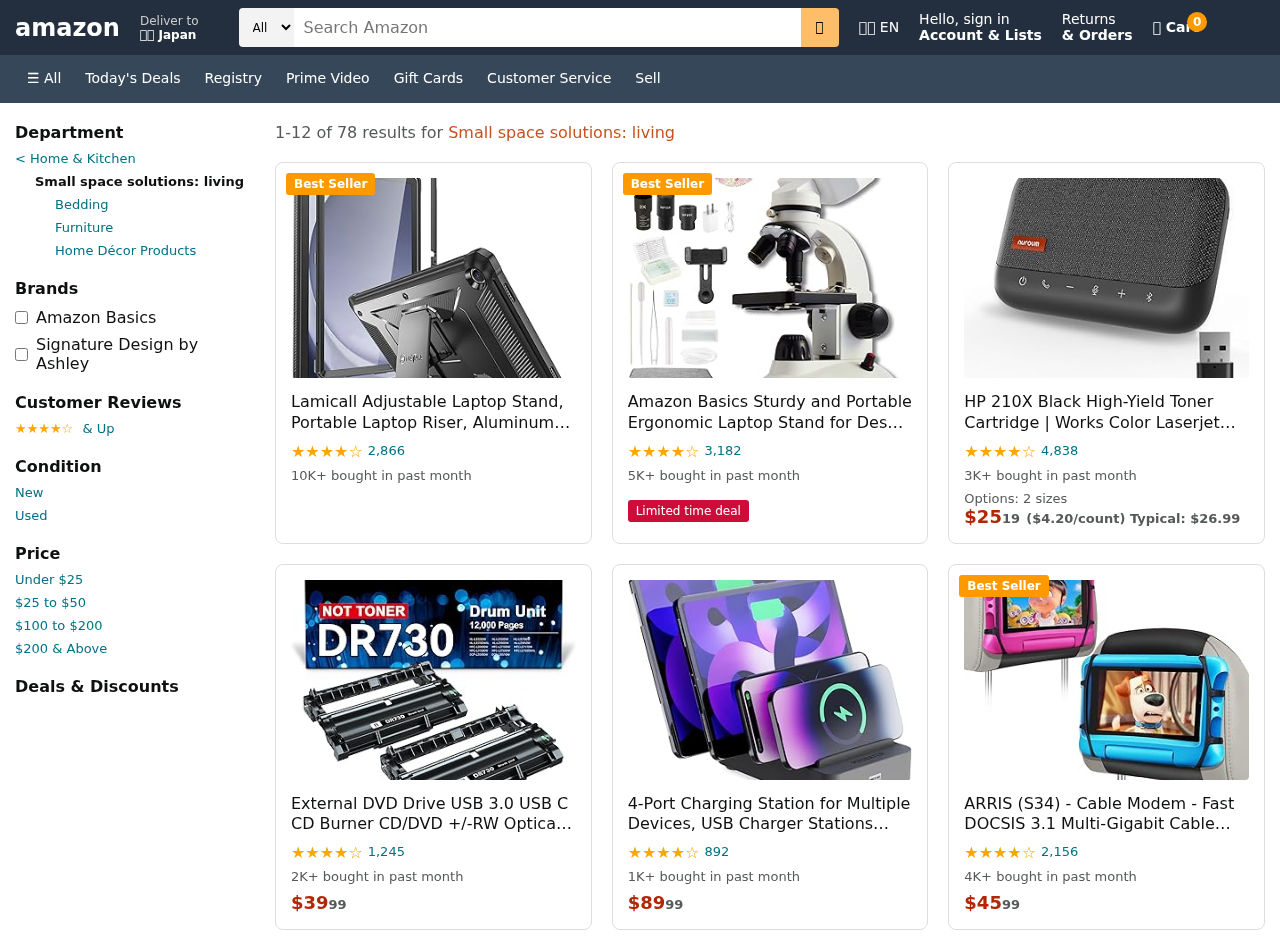 amazon
Deliver to
Japan
All
Search Amazon
EN
Hello, sign in
Account & Lists
Returns
& Orders
0
☰ All
Today's Deals
Registry
Prime Video
Gift Cards
Customer Service
Sell
Department
< Home & Kitchen
Small space solutions: living
Bedding
Furniture
Home Décor Products
Brands
Amazon Basics
Signature Design by
Ashley
Customer Reviews
★★★★☆ & Up
Condition
New
Used
Price
Under $25
$25 to $50
$100 to $200
$200 & Above
Deals & Discounts
1-12 of 78 results for Small space solutions: living
Best Seller
Lamicall Adjustable Laptop Stand,
Portable Laptop Riser, Aluminum…
★★★★☆ 2,866
10K+ bought in past month
Best Seller
Amazon Basics Sturdy and Portable
Ergonomic Laptop Stand for Des…
★★★★☆ 3,182
5K+ bought in past month
Limited time deal
nuroum
HP 210X Black High-Yield Toner
Cartridge | Works Color Laserjet…
★★★★☆ 4,838
3K+ bought in past month
Options: 2 sizes
$2519 ($4.20/count) Typical: $26.99
NOT TONER
DR730
Drum Unit
12,000 Pages
DR730
DR730
External DVD Drive USB 3.0 USB C
CD Burner CD/DVD +/-RW Optica…
★★★★☆ 1,245
2K+ bought in past month
$3999
4-Port Charging Station for Multiple
Devices, USB Charger Stations…
★★★★☆ 892
1K+ bought in past month
$8999
Best Seller
ARRIS (S34) - Cable Modem - Fast
DOCSIS 3.1 Multi-Gigabit Cable…
★★★★☆ 2,156
4K+ bought in past month
$4599